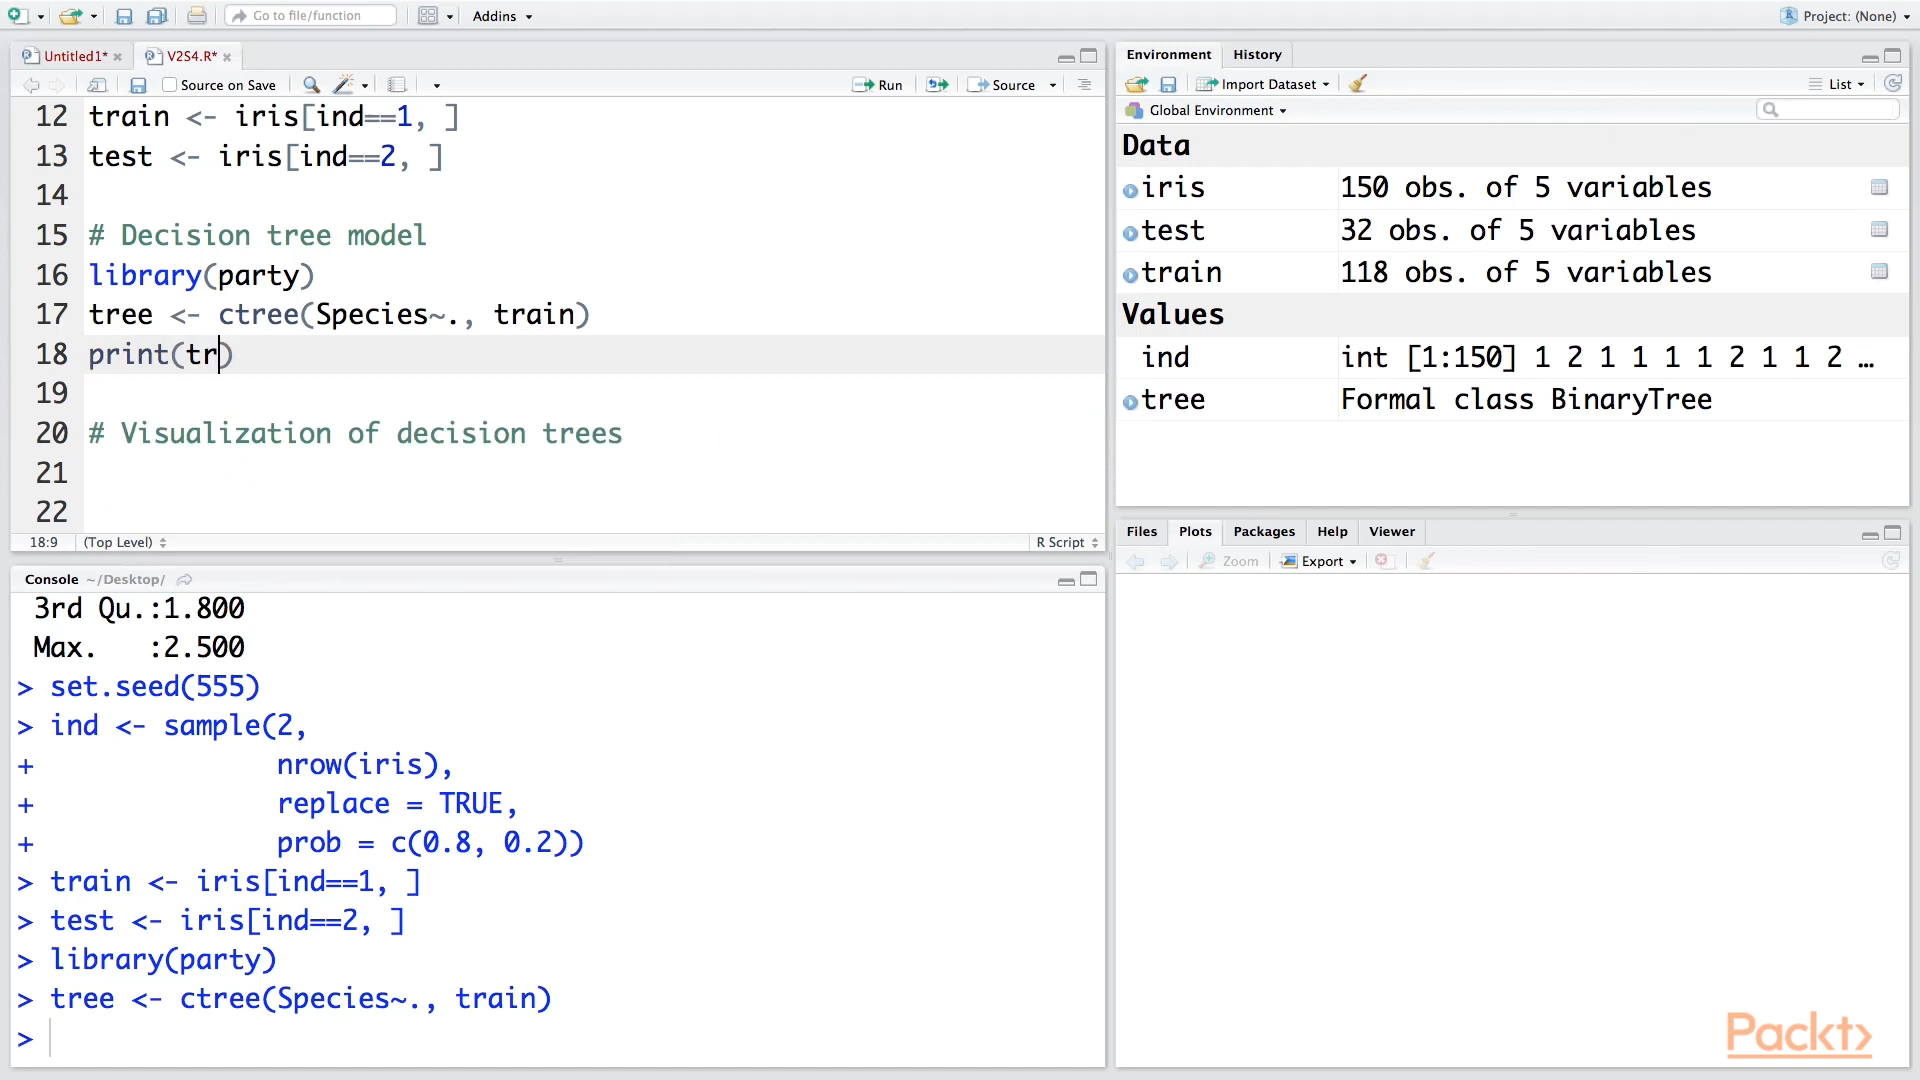 Go to file/function
Addins
Project: (None)
Untitled1*
V2S4.R*
Source on Save
Run
Source
12 train <- iris[ind==1, ]
13 test <- iris[ind==2, ]
14
15 # Decision tree model
16 library(party)
17 tree <- ctree(Species~., train)
18 print(tr)
19
20 # Visualization of decision trees
21
22
18:9 (Top Level) R Script
Console ~/Desktop/
3rd Qu.:1.800
Max.   :2.500
> set.seed(555)
> ind <- sample(2,
+               nrow(iris),
+               replace = TRUE,
+               prob = c(0.8, 0.2))
> train <- iris[ind==1, ]
> test <- iris[ind==2, ]
> library(party)
> tree <- ctree(Species~., train)
>
Environment History
Import Dataset List
Global Environment
Data
iris 150 obs. of 5 variables
test 32 obs. of 5 variables
train 118 obs. of 5 variables
Values
ind int [1:150] 1 2 1 1 1 1 2 1 1 2 …
tree Formal class BinaryTree
Files Plots Packages Help Viewer
Zoom Export
Packt>